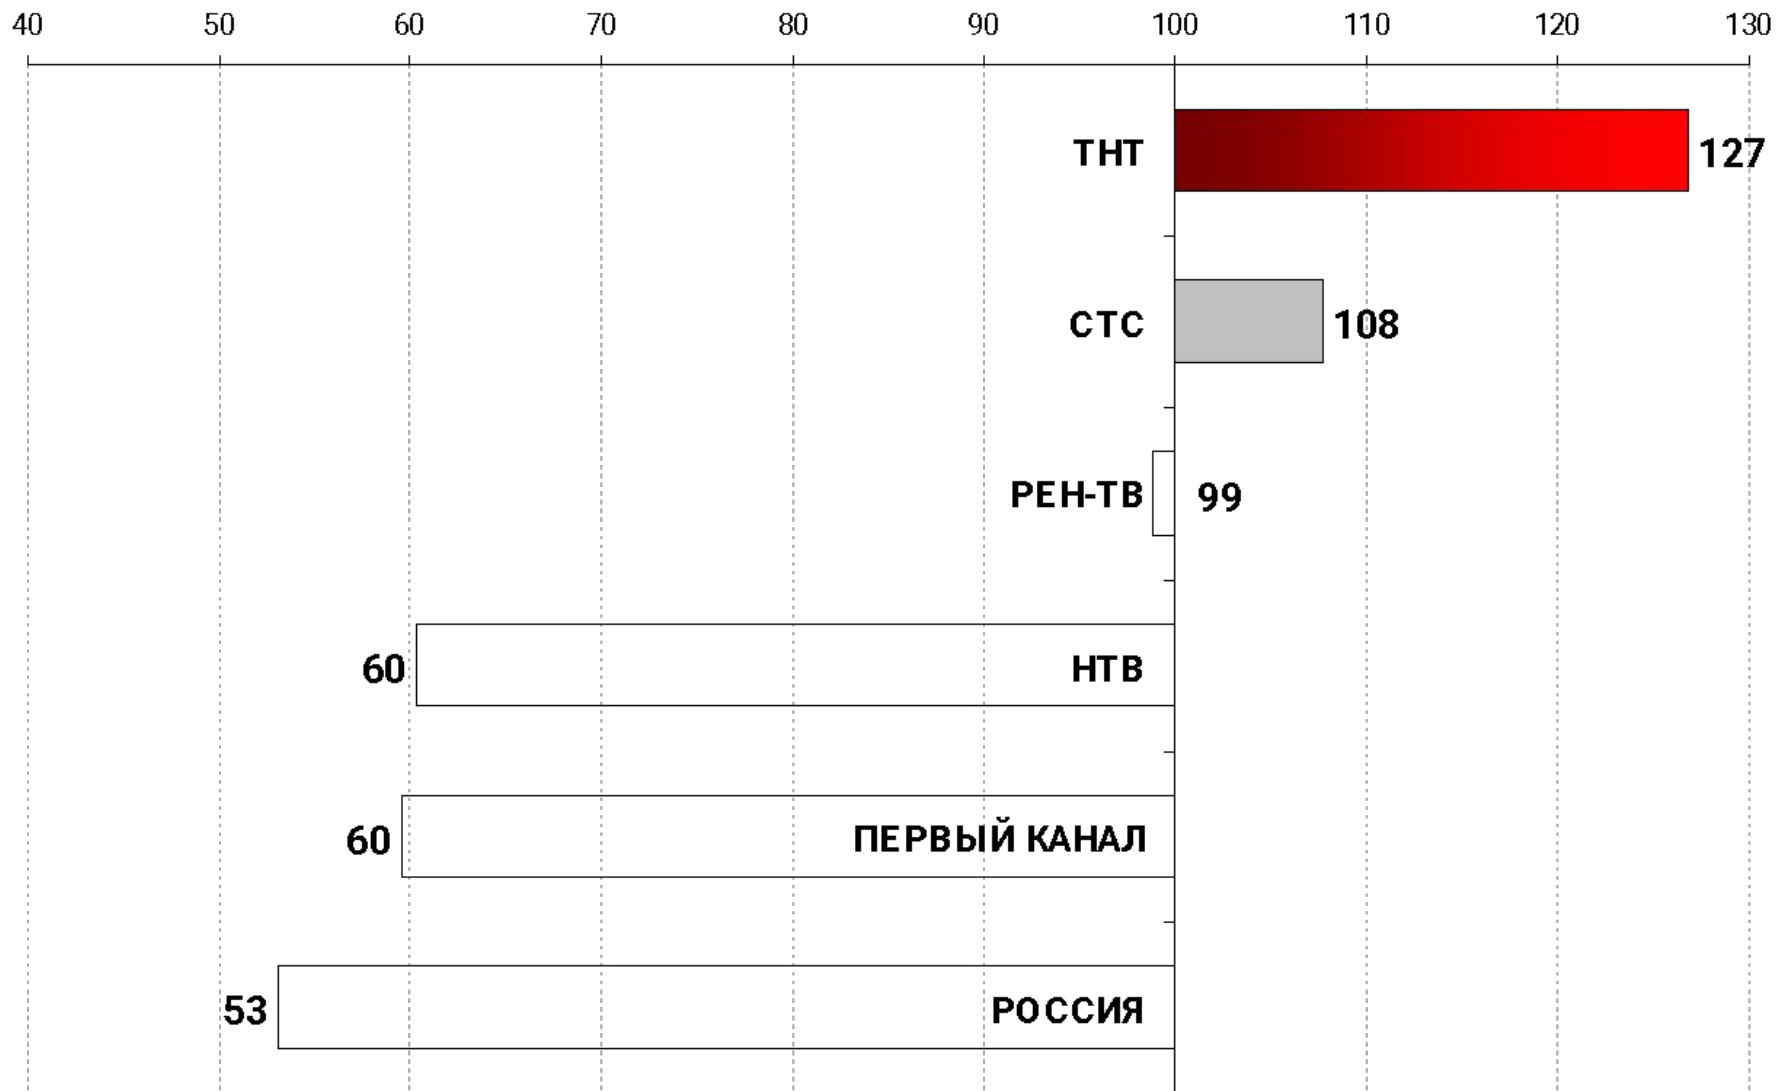 40 50 60 70 80 90 100 110 120 130
ТНТ 127
СТС 108
РЕН-ТВ 99
60 НТВ
60 ПЕРВЫЙ КАНАЛ
53 РОССИЯ